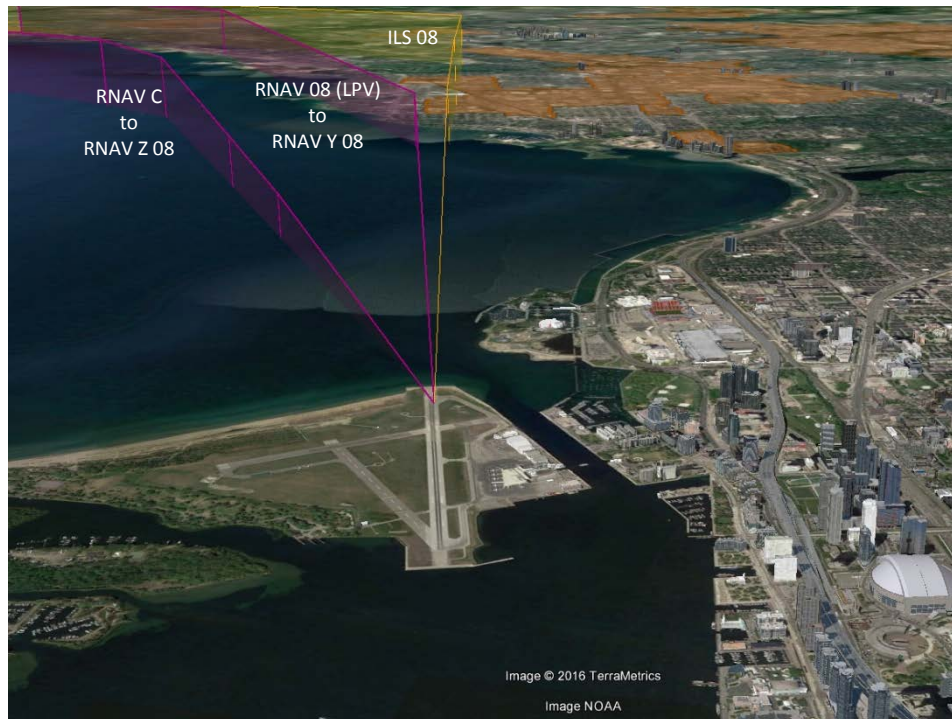 ILS 08
RNAV C
to
RNAV Z 08
RNAV 08 (LPV)
to
RNAV Y 08
Image © 2016 TerraMetrics
Image NOAA